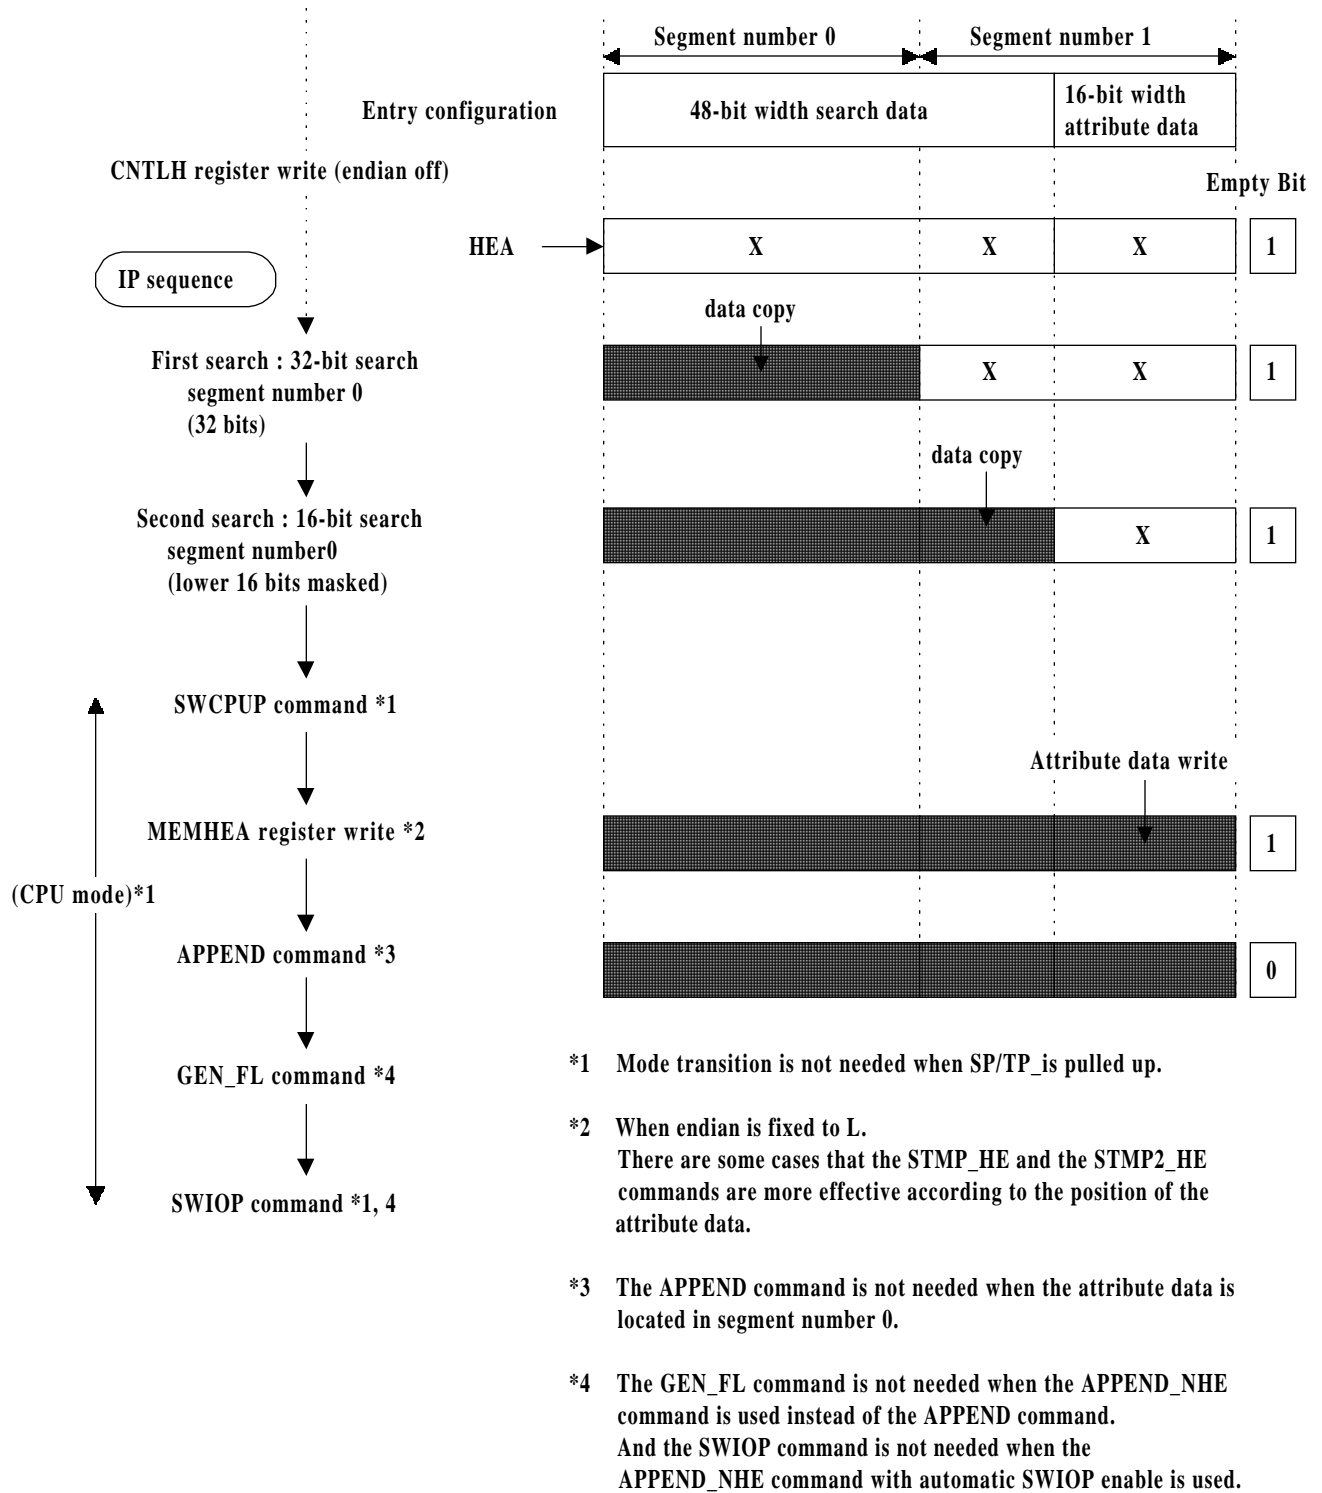 Segment number 0 Segment number 1
Entry configuration
48-bit width search data
16-bit width
attribute data
CNTLH register write (endian off)
Empty Bit
HEA X X X 1
IP sequence
data copy
First search : 32-bit search
segment number 0
(32 bits)
X X 1
data copy
Second search : 16-bit search
segment number0
(lower 16 bits masked)
X 1
SWCPUP command *1
Attribute data write
MEMHEA register write *2
1
(CPU mode)*1
APPEND command *3
0
GEN_FL command *4
SWIOP command *1, 4
*1 Mode transition is not needed when SP/TP_is pulled up.
*2 When endian is fixed to L.
There are some cases that the STMP_HE and the STMP2_HE
commands are more effective according to the position of the
attribute data.
*3 The APPEND command is not needed when the attribute data is
located in segment number 0.
*4 The GEN_FL command is not needed when the APPEND_NHE
command is used instead of the APPEND command.
And the SWIOP command is not needed when the
APPEND_NHE command with automatic SWIOP enable is used.